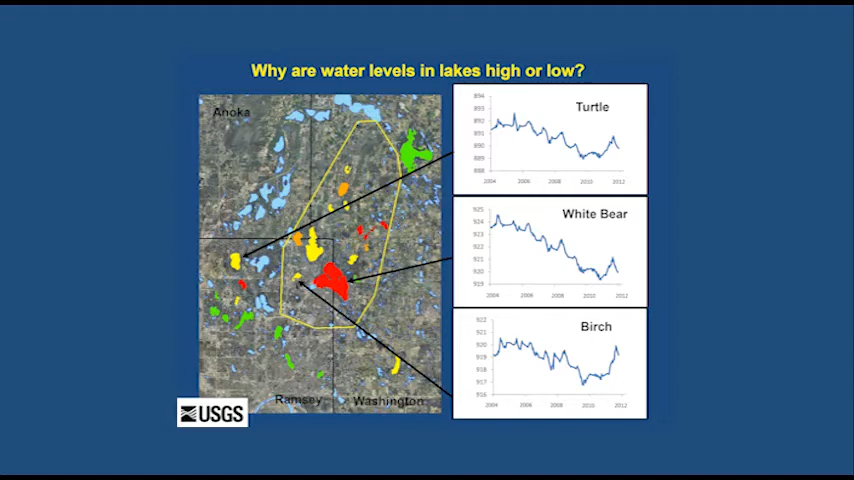 Why are water levels in lakes high or low?
Anoka
Ramsey
Washington
USGS
Turtle
894
893
892
891
890
889
888
2004 2006 2008 2010 2012
White Bear
925
924
923
922
921
920
919
2004 2006 2008 2010 2012
Birch
922
921
920
919
918
917
916
2004 2006 2008 2010 2012